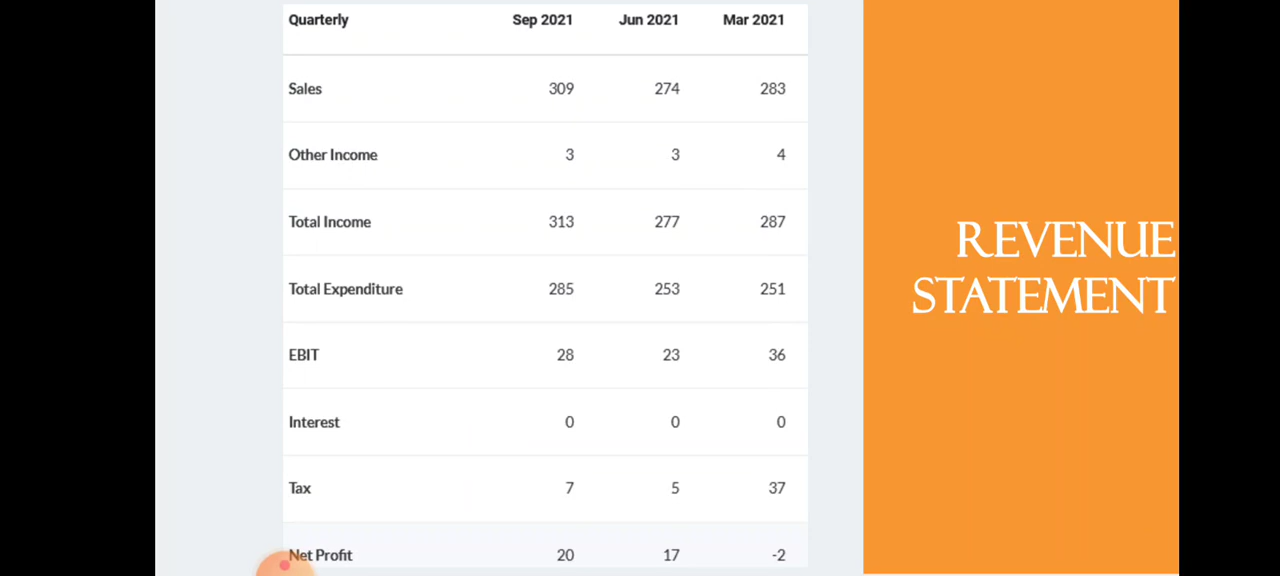 Quarterly Sep 2021 Jun 2021 Mar 2021
Sales 309 274 283
Other Income 3 3 4
Total Income 313 277 287
Total Expenditure 285 253 251
EBIT 28 23 36
Interest 0 0 0
Tax 7 5 37
Net Profit 20 17 -2
REVENUE
STATEMENT